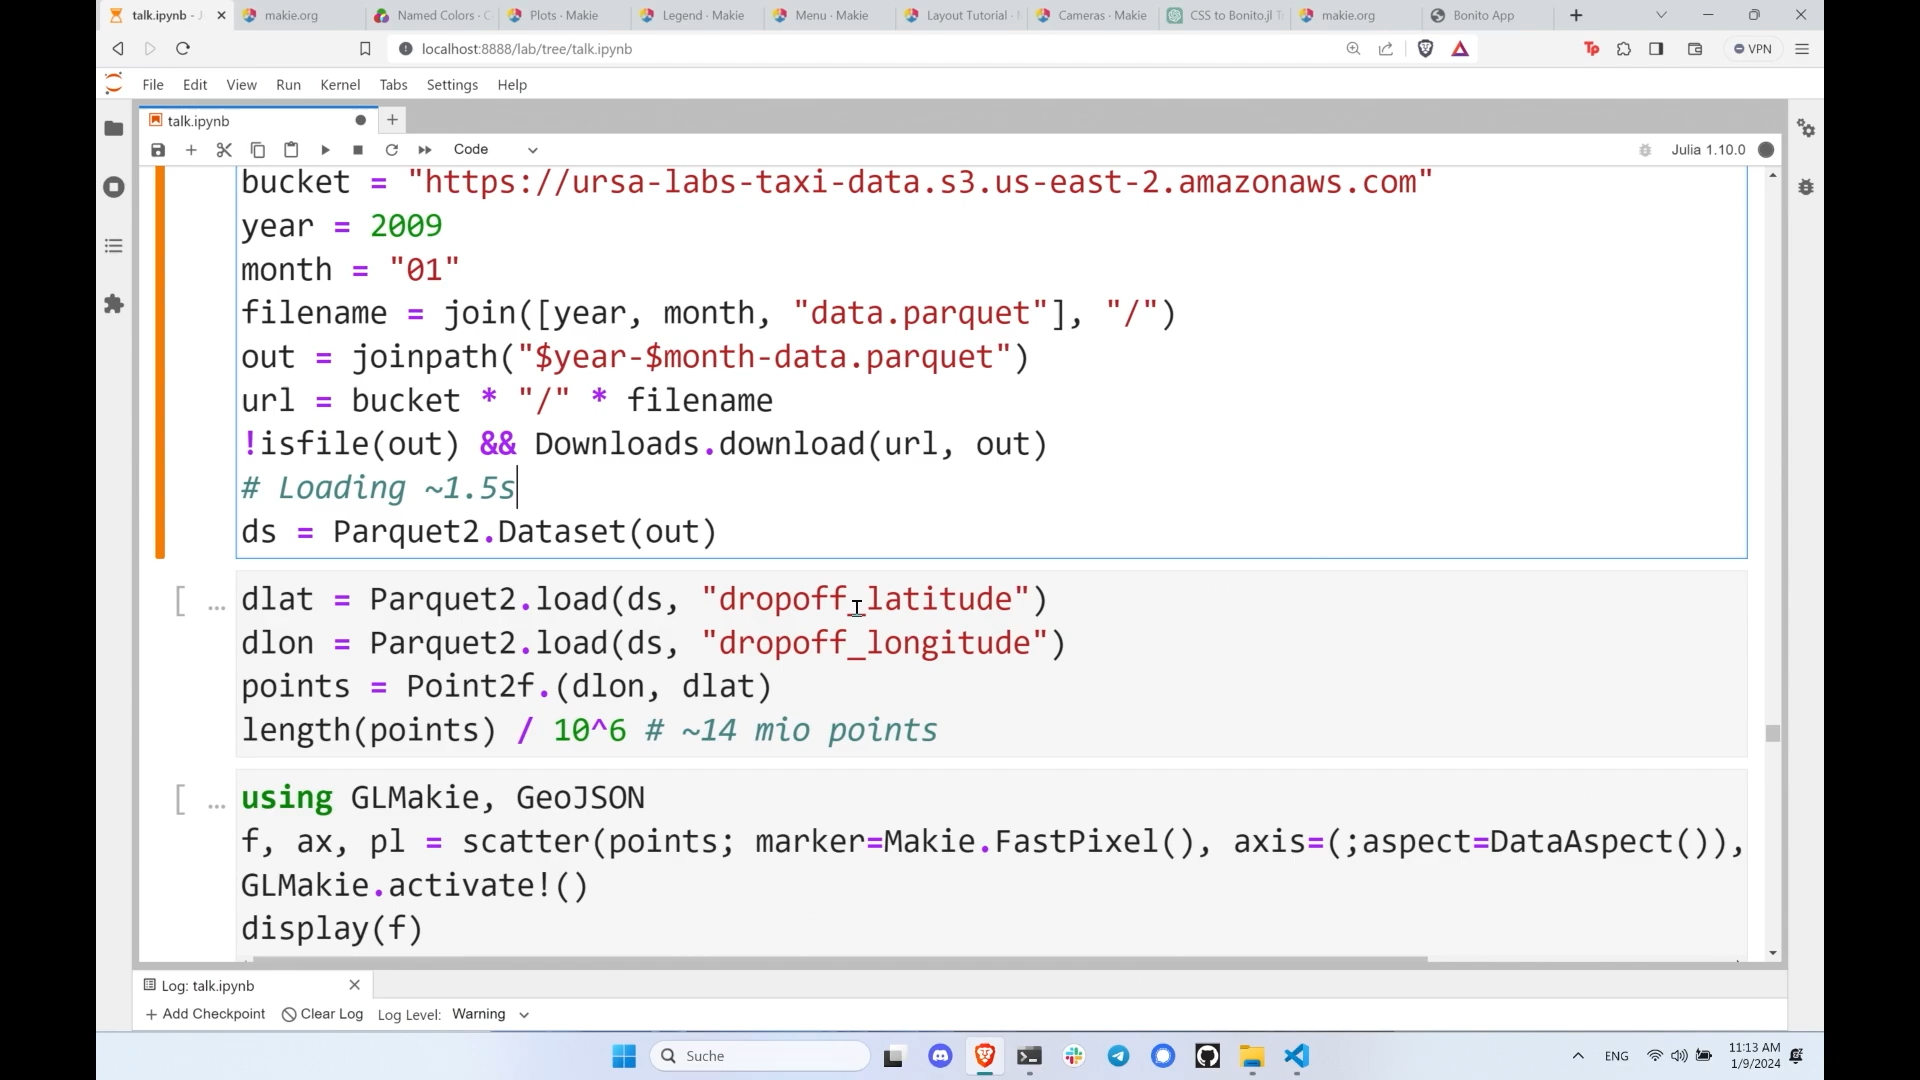 talk.ipynb - J
makie.org
Named Colors · C
Plots · Makie
Legend · Makie
Menu · Makie
Layout Tutorial ·
Cameras · Makie
CSS to Bonito.jl T
makie.org
Bonito App
localhost:8888/lab/tree/talk.ipynb
Tp
VPN
File Edit View Run Kernel Tabs Settings Help
talk.ipynb
Code
Julia 1.10.0
bucket = "https://ursa-labs-taxi-data.s3.us-east-2.amazonaws.com"
year = 2009
month = "01"
filename = join([year, month, "data.parquet"], "/")
out = joinpath("$year-$month-data.parquet")
url = bucket * "/" * filename
!isfile(out) && Downloads.download(url, out)
# Loading ~1.5s
ds = Parquet2.Dataset(out)
[ …
dlat = Parquet2.load(ds, "dropoff_latitude")
dlon = Parquet2.load(ds, "dropoff_longitude")
points = Point2f.(dlon, dlat)
length(points) / 10^6 # ~14 mio points
[ …
using GLMakie, GeoJSON
f, ax, pl = scatter(points; marker=Makie.FastPixel(), axis=(;aspect=DataAspect()),
GLMakie.activate!()
display(f)
Log: talk.ipynb
+ Add Checkpoint Clear Log Log Level: Warning
Suche
ENG
11:13 AM
1/9/2024